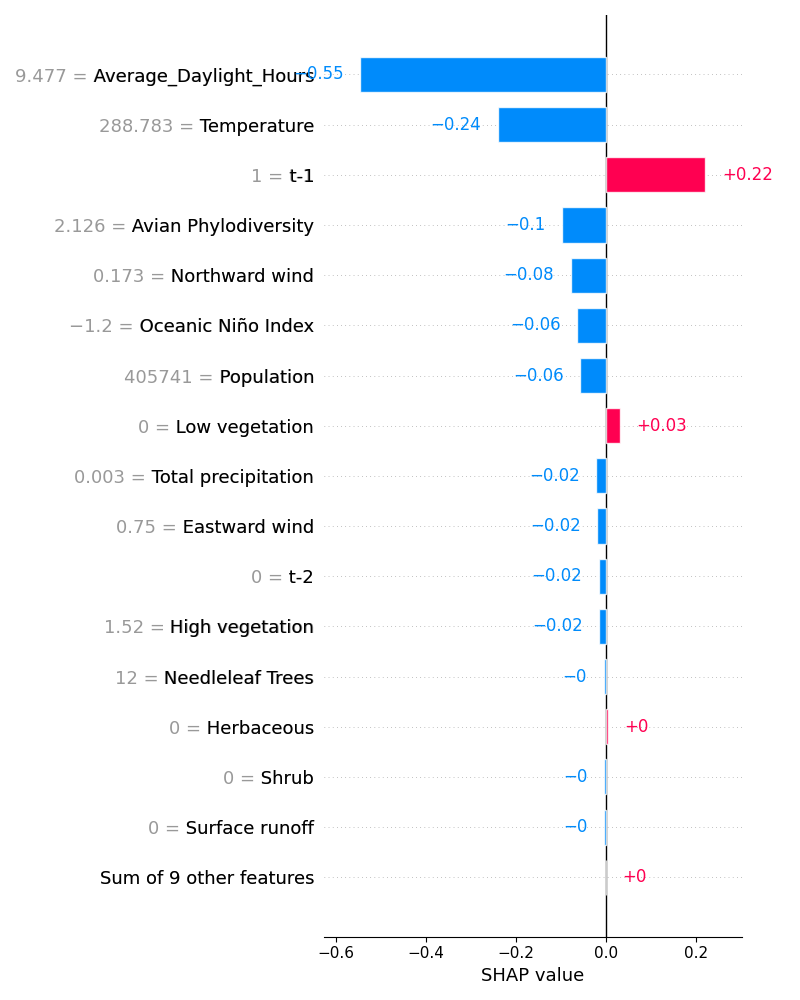 9.477 = Average_Daylight_Hours −0.55
288.783 = Temperature −0.24
1 = t-1 +0.22
2.126 = Avian Phylodiversity −0.1
0.173 = Northward wind −0.08
−1.2 = Oceanic Niño Index −0.06
405741 = Population −0.06
0 = Low vegetation +0.03
0.003 = Total precipitation −0.02
0.75 = Eastward wind −0.02
0 = t-2 −0.02
1.52 = High vegetation −0.02
12 = Needleleaf Trees −0
0 = Herbaceous +0
0 = Shrub −0
0 = Surface runoff −0
Sum of 9 other features +0
−0.6 −0.4 −0.2 0.0 0.2
SHAP value